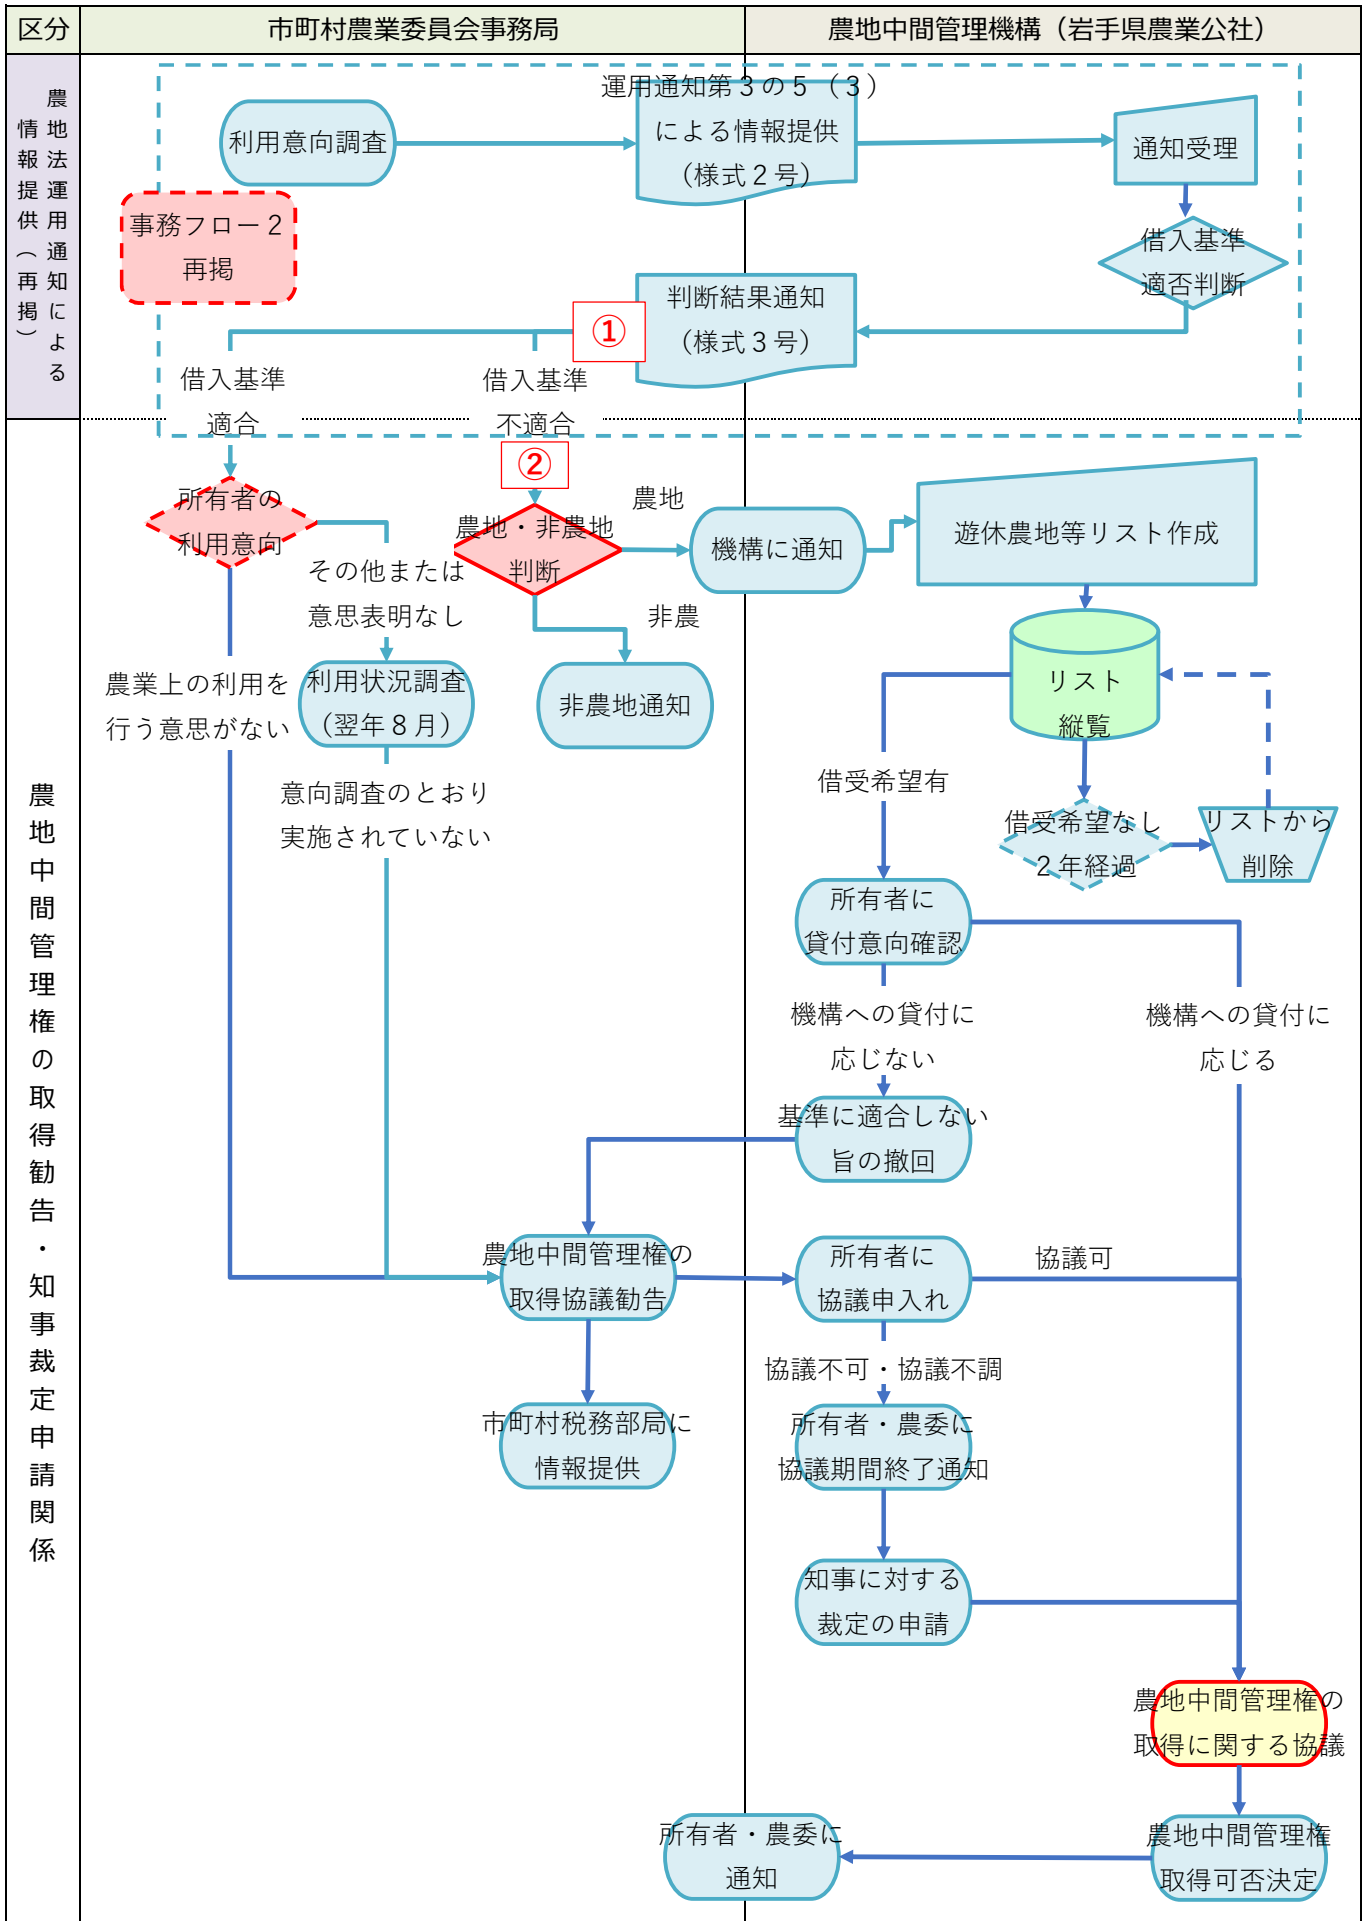 区分
市町村農業委員会事務局
農地中間管理機構（岩手県農業公社）
農地法運用通知による
情報提供（再掲）
利用意向調査
運用通知第３の５（３）
による情報提供
（様式２号）
通知受理
事務フロー２
再掲
借入基準
適否判断
判断結果通知
（様式３号）
①
借入基準
適合
借入基準
不適合
②
農地中間管理権の取得勧告・知事裁定申請関係
所有者の
利用意向
農地・非農地
判断
農地
機構に通知
遊休農地等リスト作成
その他または
意思表明なし
非農
農業上の利用を
行う意思がない
利用状況調査
（翌年８月）
非農地通知
リスト
縦覧
意向調査のとおり
実施されていない
借受希望有
借受希望なし
２年経過
リストから
削除
所有者に
貸付意向確認
機構への貸付に
応じない
機構への貸付に
応じる
基準に適合しない
旨の撤回
農地中間管理権の
取得協議勧告
所有者に
協議申入れ
協議可
協議不可・協議不調
市町村税務部局に
情報提供
所有者・農委に
協議期間終了通知
知事に対する
裁定の申請
農地中間管理権の
取得に関する協議
所有者・農委に
通知
農地中間管理権
取得可否決定